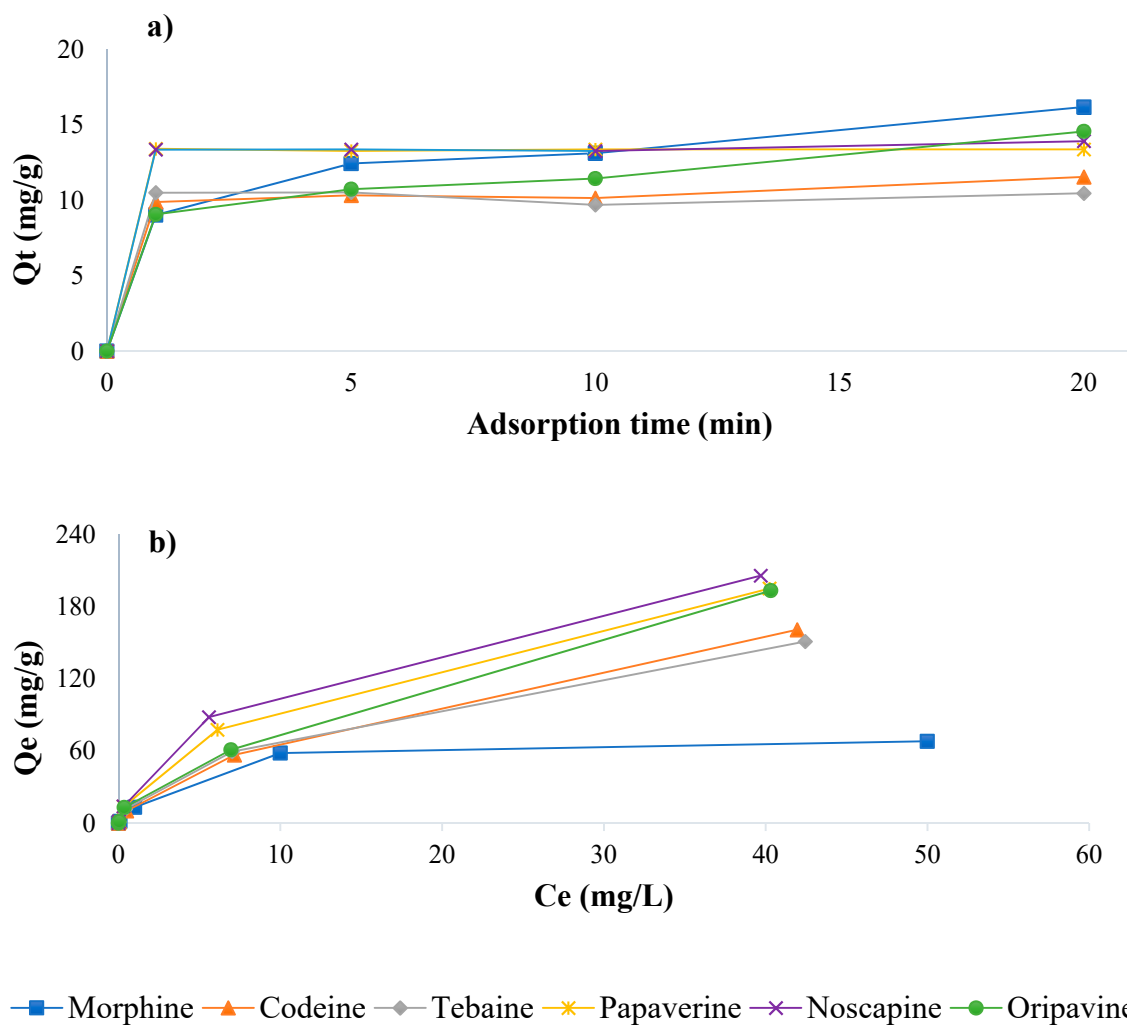 a)
20
15
10
5
0
Qt (mg/g)
0 5 10 15 20
Adsorption time (min)
b)
240
180
120
60
0
Qe (mg/g)
0 10 20 30 40 50 60
Ce (mg/L)
Morphine Codeine Tebaine Papaverine Noscapine Oripavine